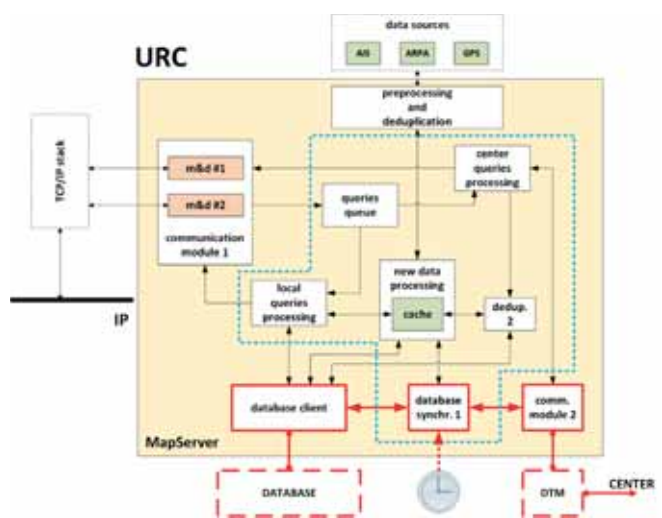 data sources
AIS
ARPA
GPS
URC
preprocessing
and
deduplication
TCP/IP stack
m&d #1
m&d #2
communication
module 1
center
queries
processing
queries
queue
new data
processing
cache
local
queries
processing
dedup.
2
IP
database client
database
synchr. 1
comm.
module 2
MapServer
DATABASE
DTM
CENTER